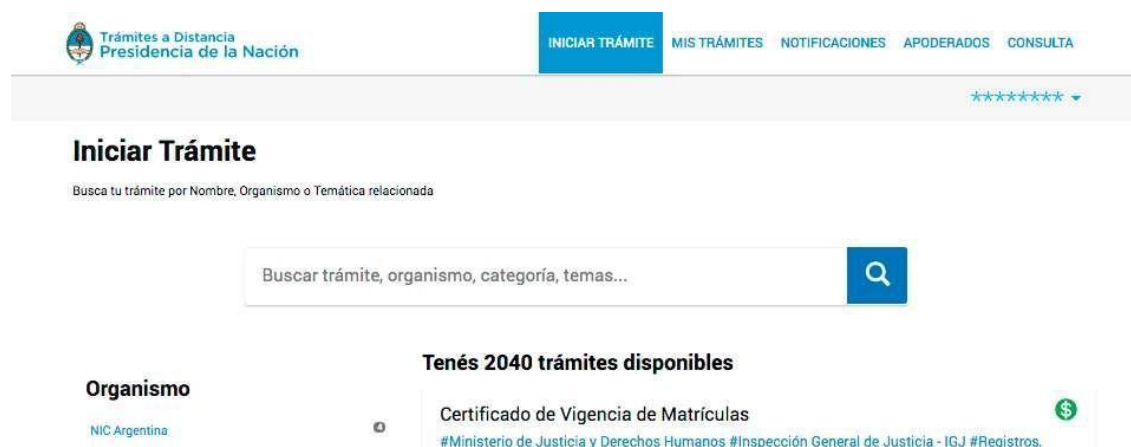 Trámites a Distancia
Presidencia de la Nación
INICIAR TRÁMITE MIS TRÁMITES NOTIFICACIONES APODERADOS CONSULTA
********
Iniciar Trámite
Busca tu trámite por Nombre, Organismo o Temática relacionada
Buscar trámite, organismo, categoría, temas...
Tenés 2040 trámites disponibles
Organismo
Certificado de Vigencia de Matrículas
$
NIC Argentina
#Ministerio de Justicia y Derechos Humanos #Inspección General de Justicia - IGJ #Registros,